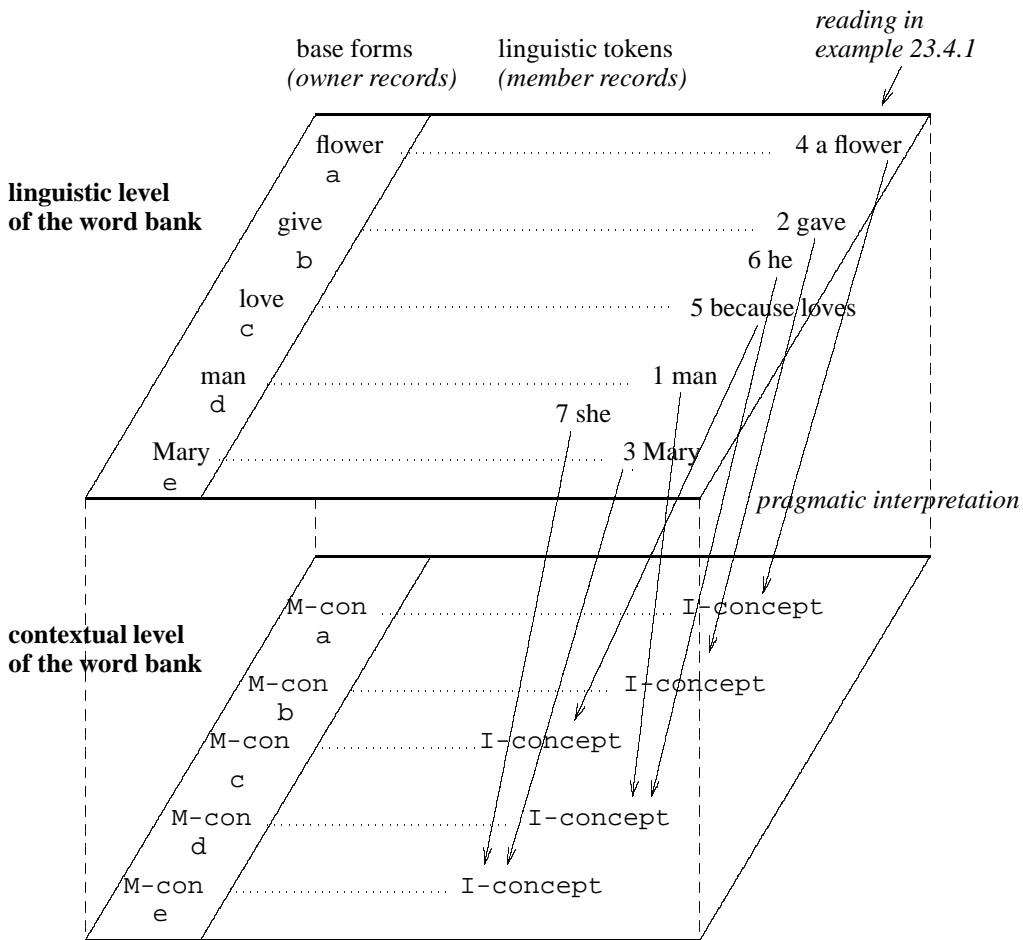 reading in
example 23.4.1
base forms
linguistic tokens
(owner records)
(member records)
flower
4 a flower
a
linguistic level
of the word bank
give
2 gave
b
6 he
love
5 because loves
c
man
1 man
d
7 she
Mary
3 Mary
e
pragmatic interpretation
M-con
I-concept
a
contextual level
of the word bank
M-con
I-concept
b
M-con
I-concept
c
M-con
I-concept
d
M-con
I-concept
e